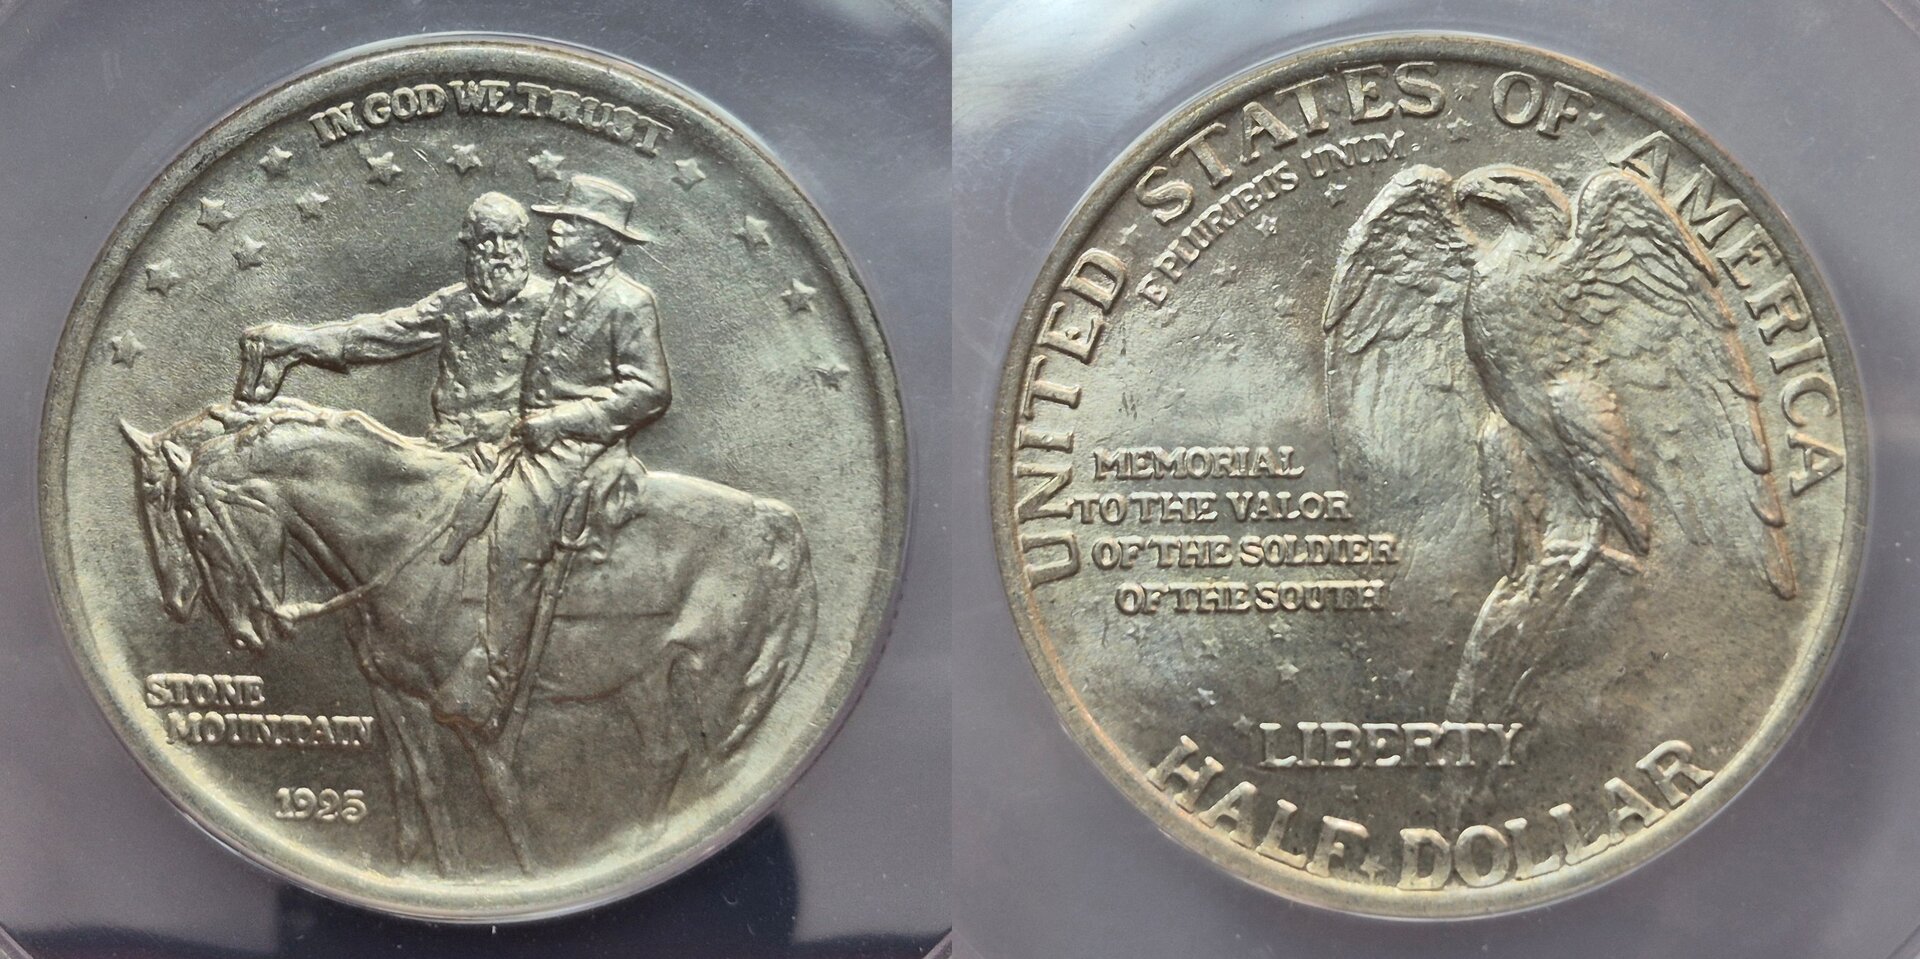 IN GOD WE TRUST
STONE
MOUNTAIN
1925
UNITED STATES OF AMERICA
E PLURIBUS UNUM
MEMORIAL
TO THE VALOR
OF THE SOLDIER
OF THE SOUTH
LIBERTY
HALF DOLLAR